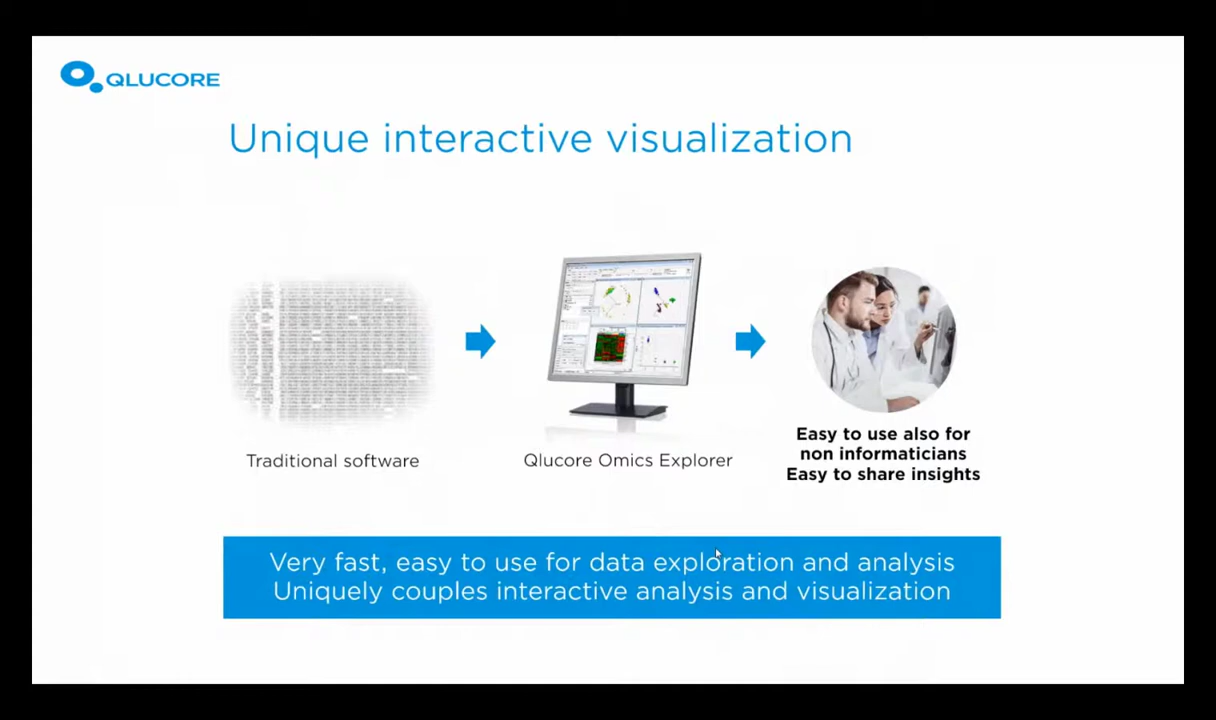 QLUCORE
Unique interactive visualization
Traditional software
Qlucore Omics Explorer
Easy to use also for
non informaticians
Easy to share insights
Very fast, easy to use for data exploration and analysis
Uniquely couples interactive analysis and visualization